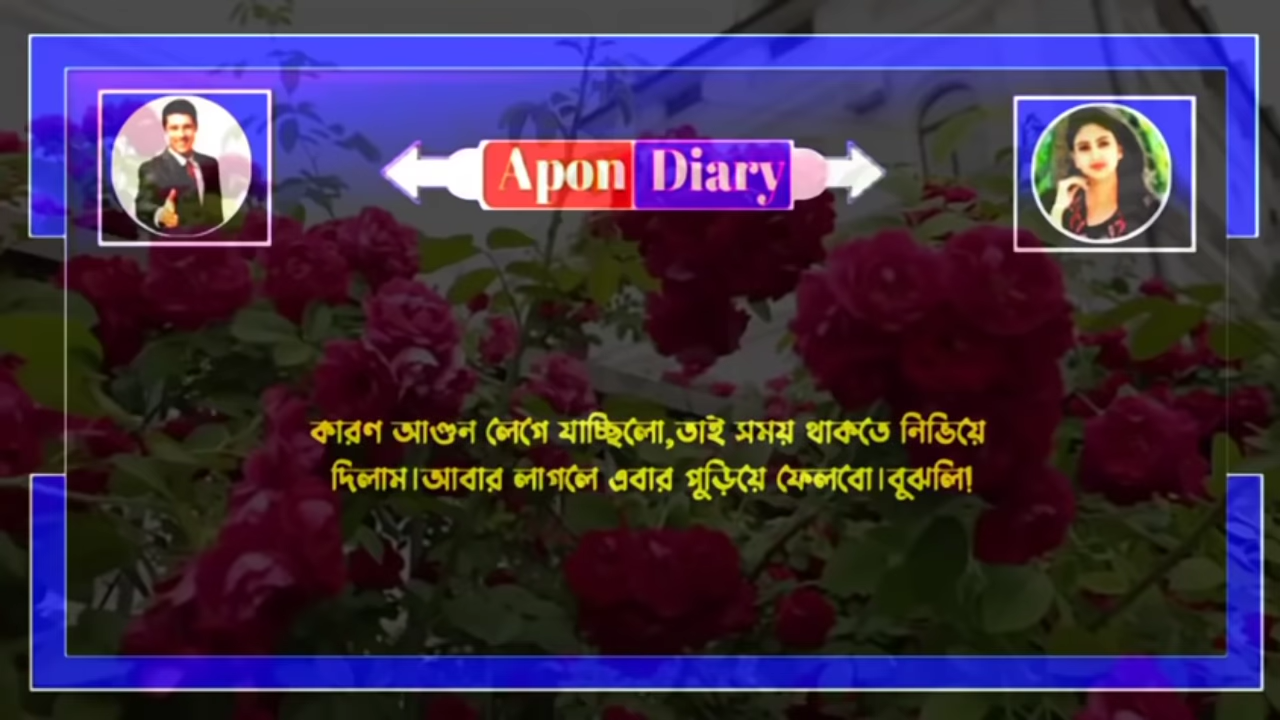 Apon Diary
কারণ আগুন লেগে যাচ্ছিলো,তাই সময় থাকতে নিভিয়ে
দিলাম।আবার লাগলে এবার পুড়িয়ে ফেলবো।বুঝলি!